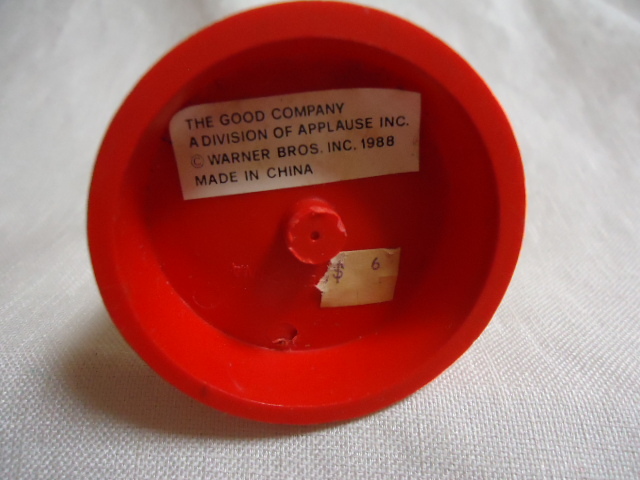 THE GOOD COMPANY
A DIVISION OF APPLAUSE INC.
© WARNER BROS. INC. 1988
MADE IN CHINA
$ 6